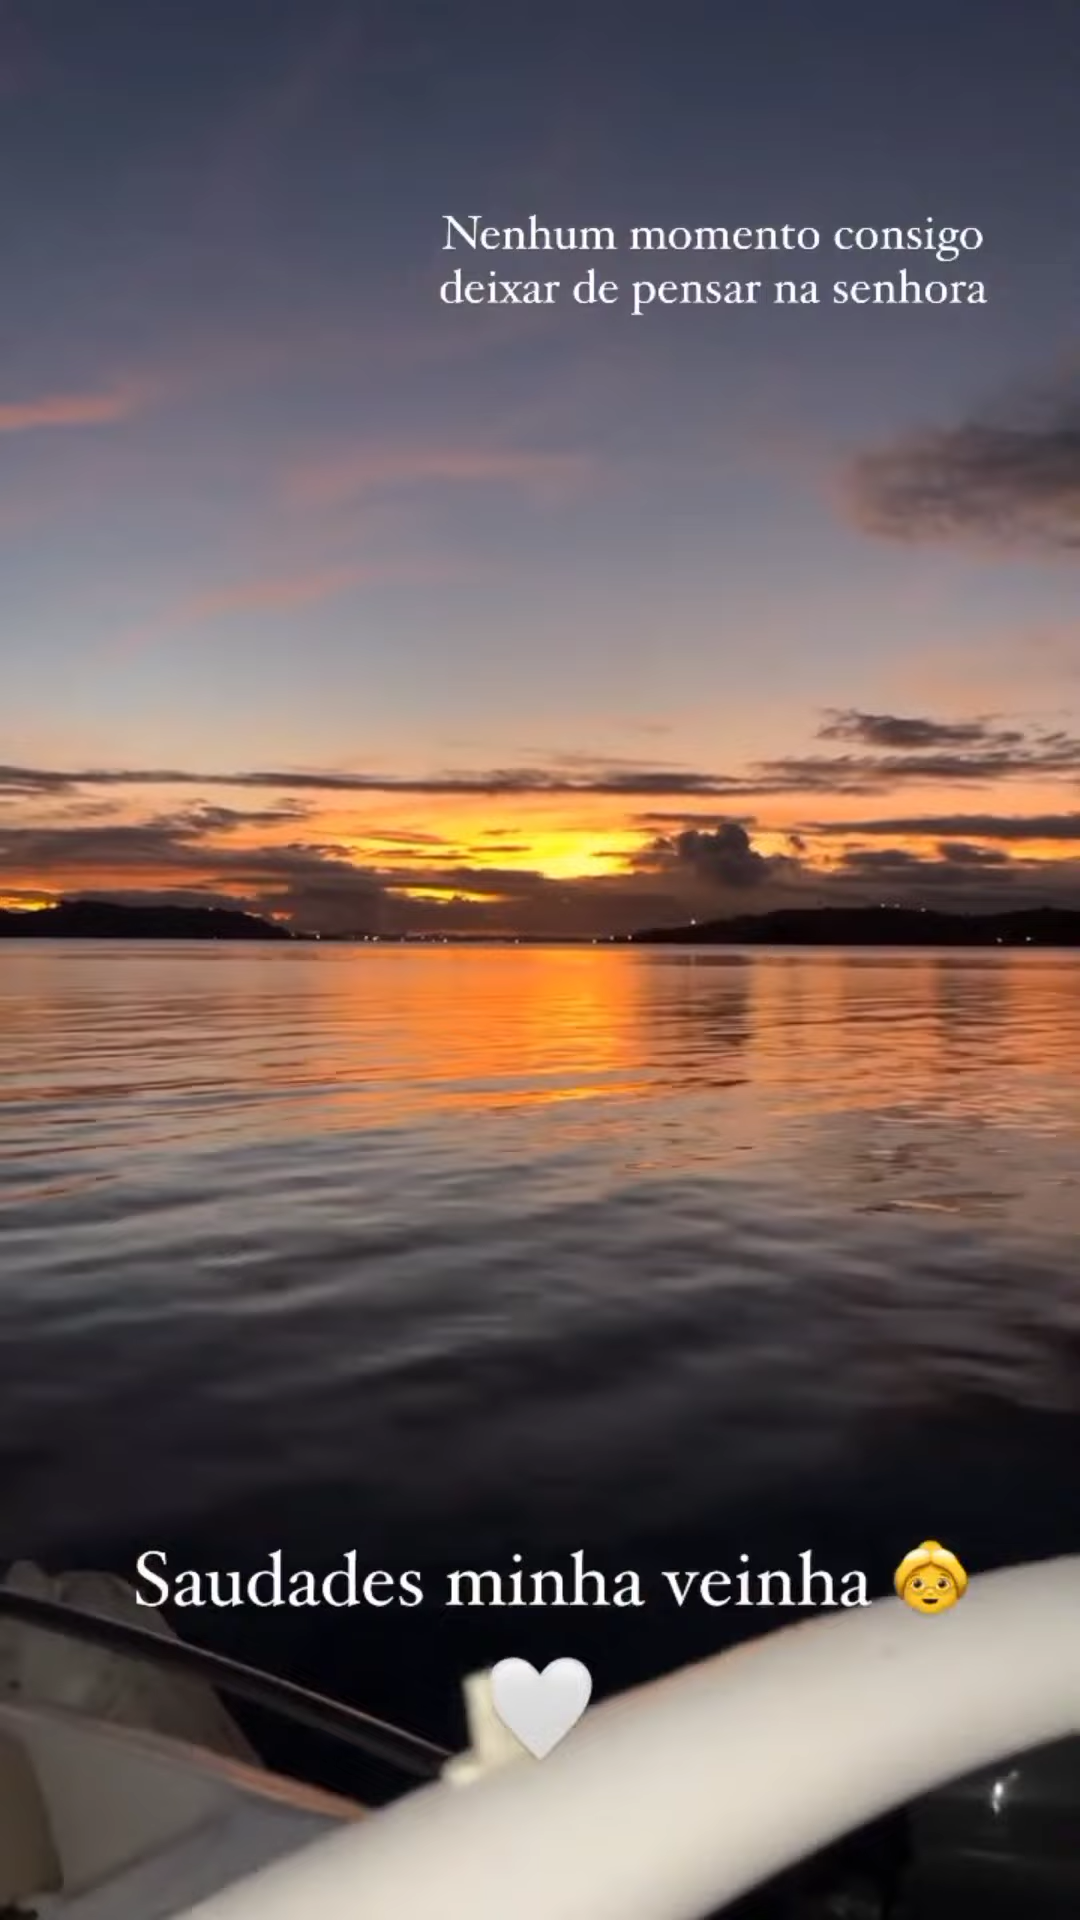 Nenhum momento consigo
deixar de pensar na senhora
Saudades minha veinha 👵
🤍